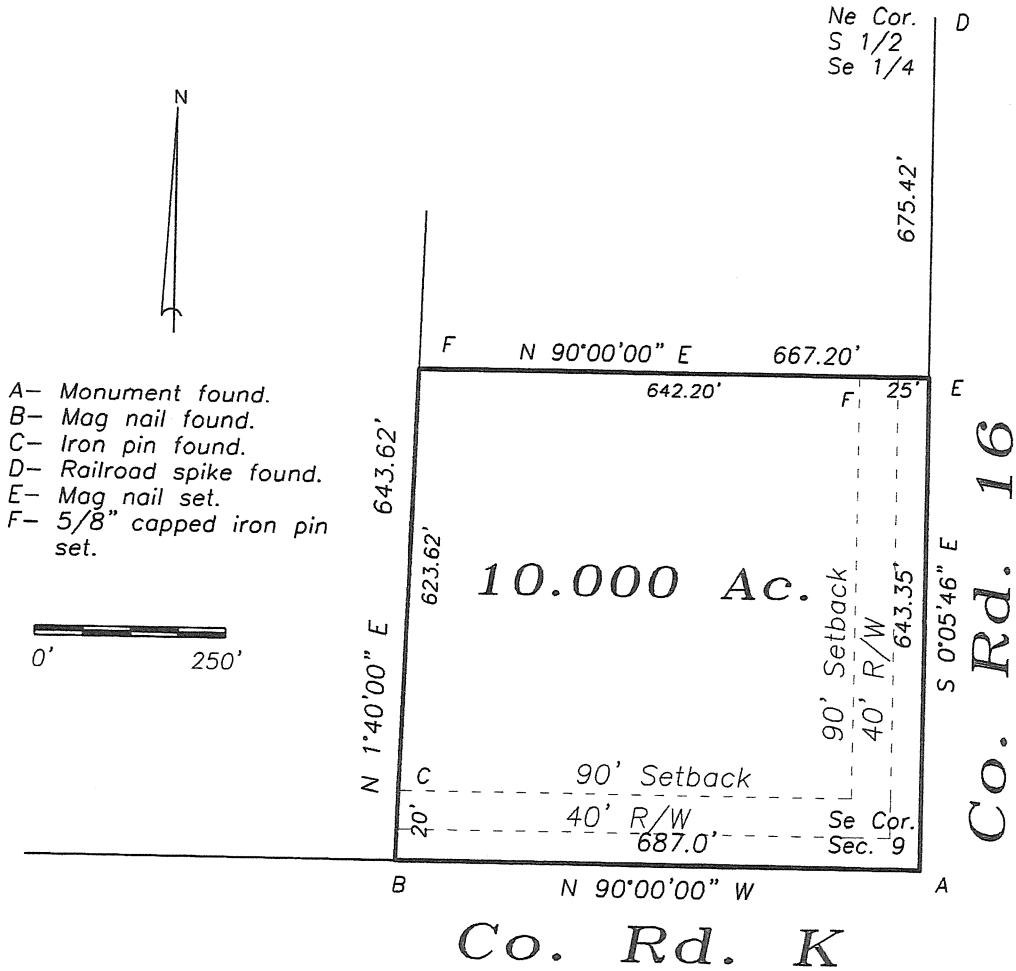 Ne Cor.
S 1/2
Se 1/4
D
N
675.42'
F
N 90°00'00" E
667.20'
642.20'
F
25'
E
A– Monument found.
B– Mag nail found.
C– Iron pin found.
D– Railroad spike found.
E– Mag nail set.
F– 5/8" capped iron pin
set.
643.62'
623.62'
N 1°40'00" E
10.000 Ac.
90' Setback
40' R/W
643.35'
S 0°05'46" E
Co. Rd. 16
0'
250'
C
90' Setback
20'
40' R/W
687.0'
Se Cor.
Sec. 9
B
N 90°00'00" W
A
Co. Rd. K